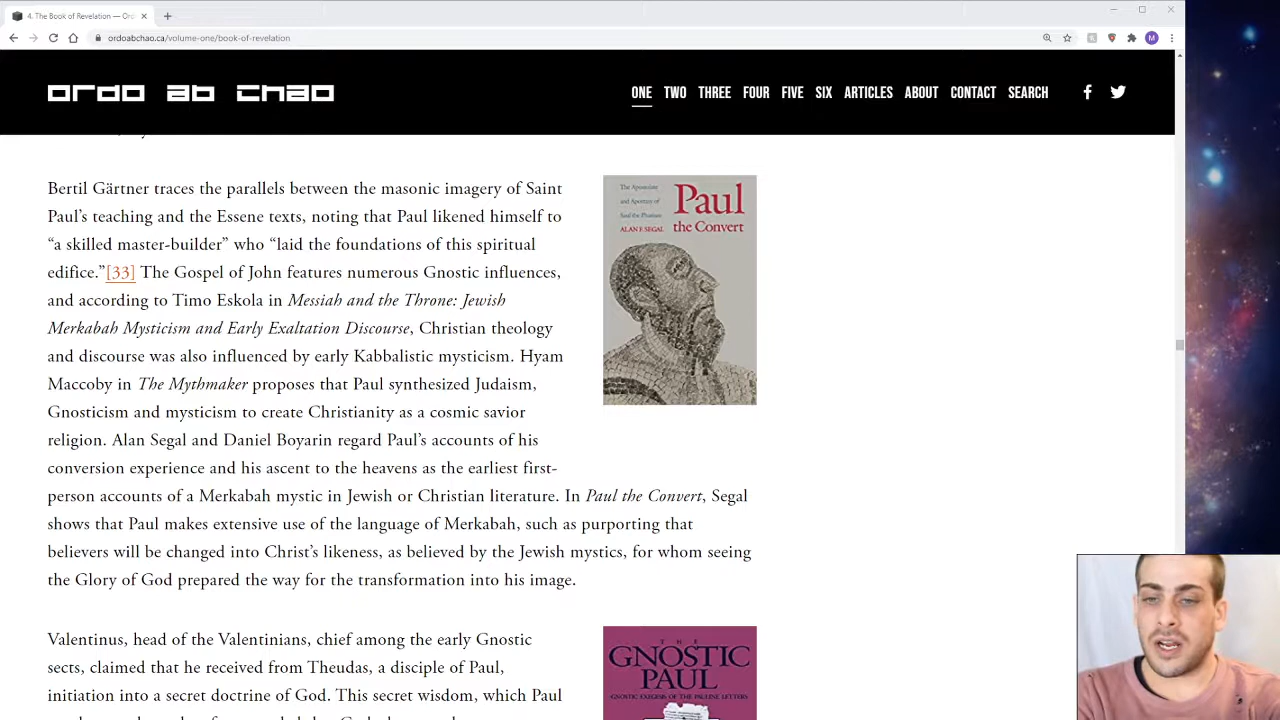 4. The Book of Revelation — Ord
ordoabchao.ca/volume-one/book-of-revelation
M
ordo ab chao
ONE TWO THREE FOUR FIVE SIX ARTICLES ABOUT CONTACT SEARCH
Bertil Gärtner traces the parallels between the masonic imagery of Saint
Paul’s teaching and the Essene texts, noting that Paul likened himself to
“a skilled master-builder” who “laid the foundations of this spiritual
edifice.”[33] The Gospel of John features numerous Gnostic influences,
and according to Timo Eskola in Messiah and the Throne: Jewish
Merkabah Mysticism and Early Exaltation Discourse, Christian theology
and discourse was also influenced by early Kabbalistic mysticism. Hyam
Maccoby in The Mythmaker proposes that Paul synthesized Judaism,
Gnosticism and mysticism to create Christianity as a cosmic savior
religion. Alan Segal and Daniel Boyarin regard Paul’s accounts of his
conversion experience and his ascent to the heavens as the earliest first-
person accounts of a Merkabah mystic in Jewish or Christian literature. In Paul the Convert, Segal
shows that Paul makes extensive use of the language of Merkabah, such as purporting that
believers will be changed into Christ’s likeness, as believed by the Jewish mystics, for whom seeing
the Glory of God prepared the way for the transformation into his image.
The Apostolate
and Apostasy of
Saul the Pharisee
ALAN F. SEGAL
Paul
the Convert
Valentinus, head of the Valentinians, chief among the early Gnostic
sects, claimed that he received from Theudas, a disciple of Paul,
initiation into a secret doctrine of God. This secret wisdom, which Paul
THE
GNOSTIC
PAUL
GNOSTIC EXEGESIS OF THE PAULINE LETTERS